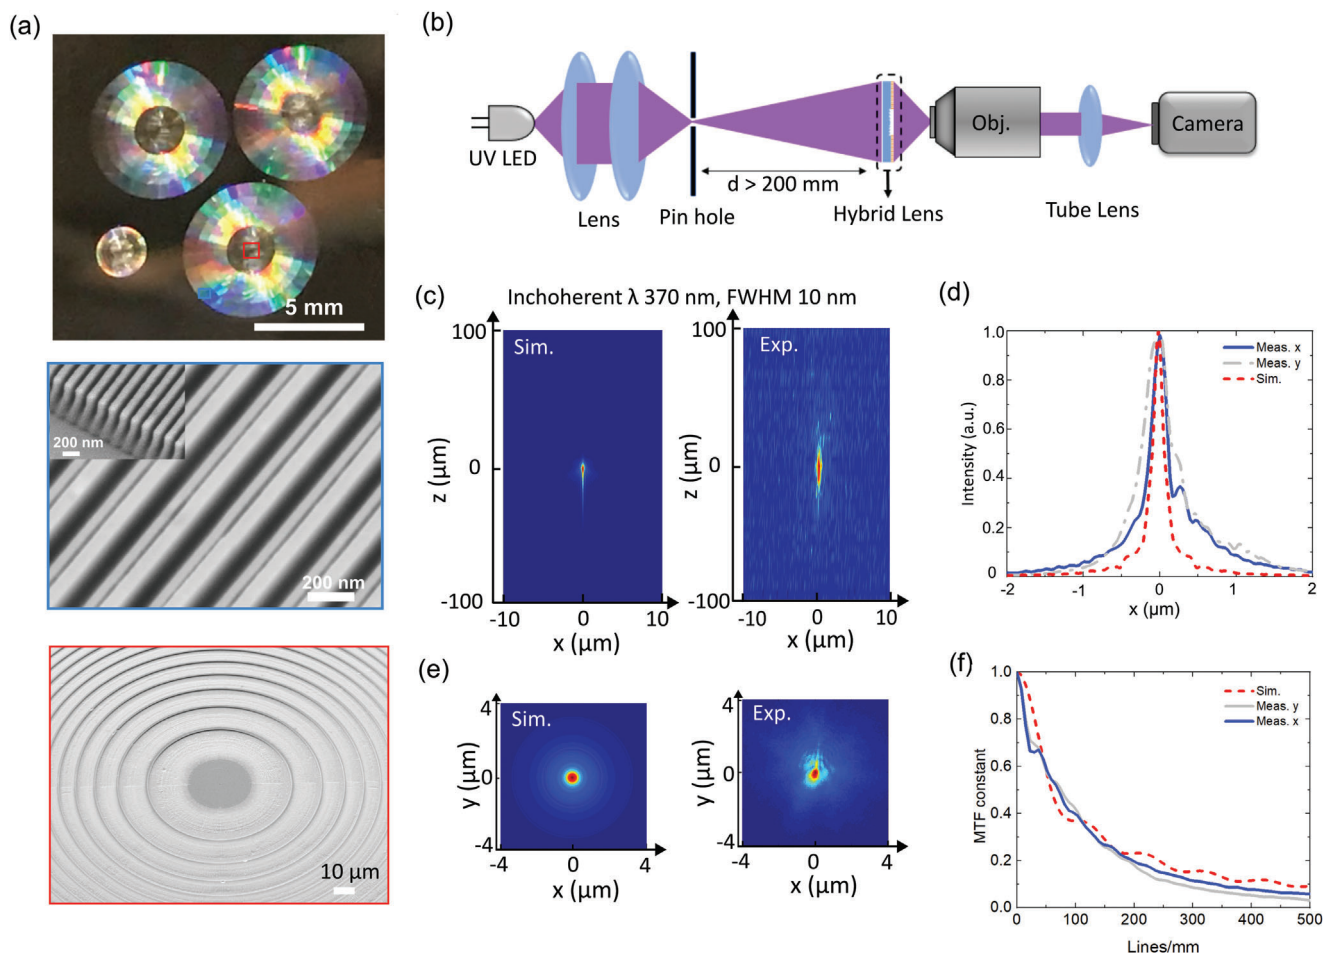 (a)
5 mm
200 nm
200 nm
10 µm
(b)
UV LED
Lens
Pin hole
d > 200 mm
Hybrid Lens
Obj.
Tube Lens
Camera
(c)
Inchoherent λ 370 nm, FWHM 10 nm
Sim.
100
0
-100
z (µm)
-10 0 10
x (µm)
Exp.
100
0
-100
z (µm)
-10 0 10
x (µm)
(d)
Meas. x
Meas. y
Sim.
1.0
0.8
0.6
0.4
0.2
0
Intensity (a.u.)
-2 -1 0 1 2
x (µm)
(e)
Sim.
4
0
-4
y (µm)
-4 0 4
x (µm)
Exp.
4
0
-4
y (µm)
-4 0 4
x (µm)
(f)
Sim.
Meas. y
Meas. x
1.0
0.8
0.6
0.4
0.2
0.0
MTF constant
0 100 200 300 400 500
Lines/mm